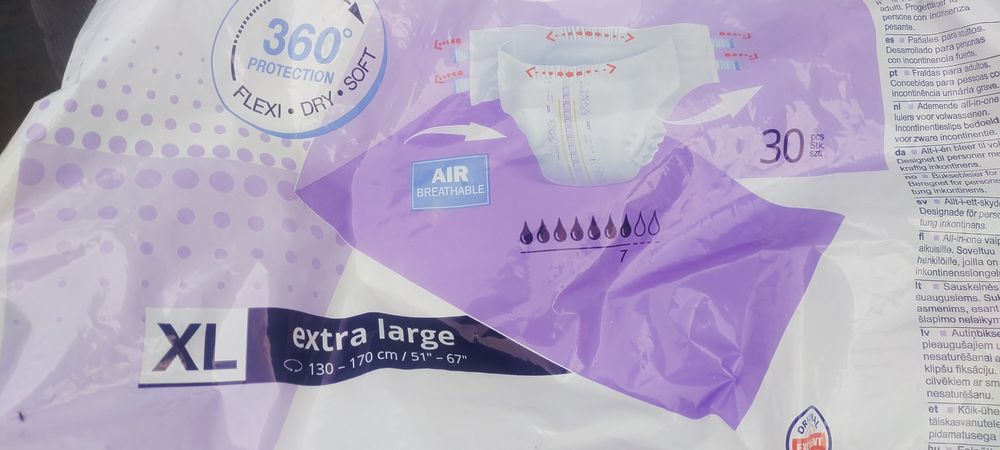 360°
PROTECTION
FLEXI • DRY • SOFT
AIR
BREATHABLE
30 pcs
Stk.
szt.
7
XL
extra large
130 – 170 cm / 51" – 67"
adulti.
persone con incontinenza
pesante.
es ▪ Pañales para adultos.
Desarrollado para personas
con incontinencia fuerte.
pt ▪ Fraldas para adultos.
Concebidas para pessoas co
incontinência urinária grave.
nl ▪ Ademende all-in-one
luiers voor volwassenen.
Incontinentieslips bedoeld
voor zware incontinentie.
da ▪ Alt-i-én bleer til vo
Designet til personer me
kraftig inkontinens.
no ▪ Buksebleier for
Beregnet for persone
tung inkontinens.
sv ▪ Allt-i-ett-skyd
Designade för pers
tung inkontinens.
fi ▪ All-in-one vaip
aikuisille. Soveltuu
henkilöille, joilla on
inkontinenssiongel
lt ▪ Sauskelnės
suaugusiems. Suk
asmenims, esant
šlapimo nelaikym
lv ▪ Autiņbikse
pieaugušajiem u
nesaturēšanai a
klipšu fiksāciju.
cilvēkiem ar sm
nesaturēšanu.
et ▪ Kõik-ühe
täiskasvanutele
pidamatusega
hu
ORIGINAL